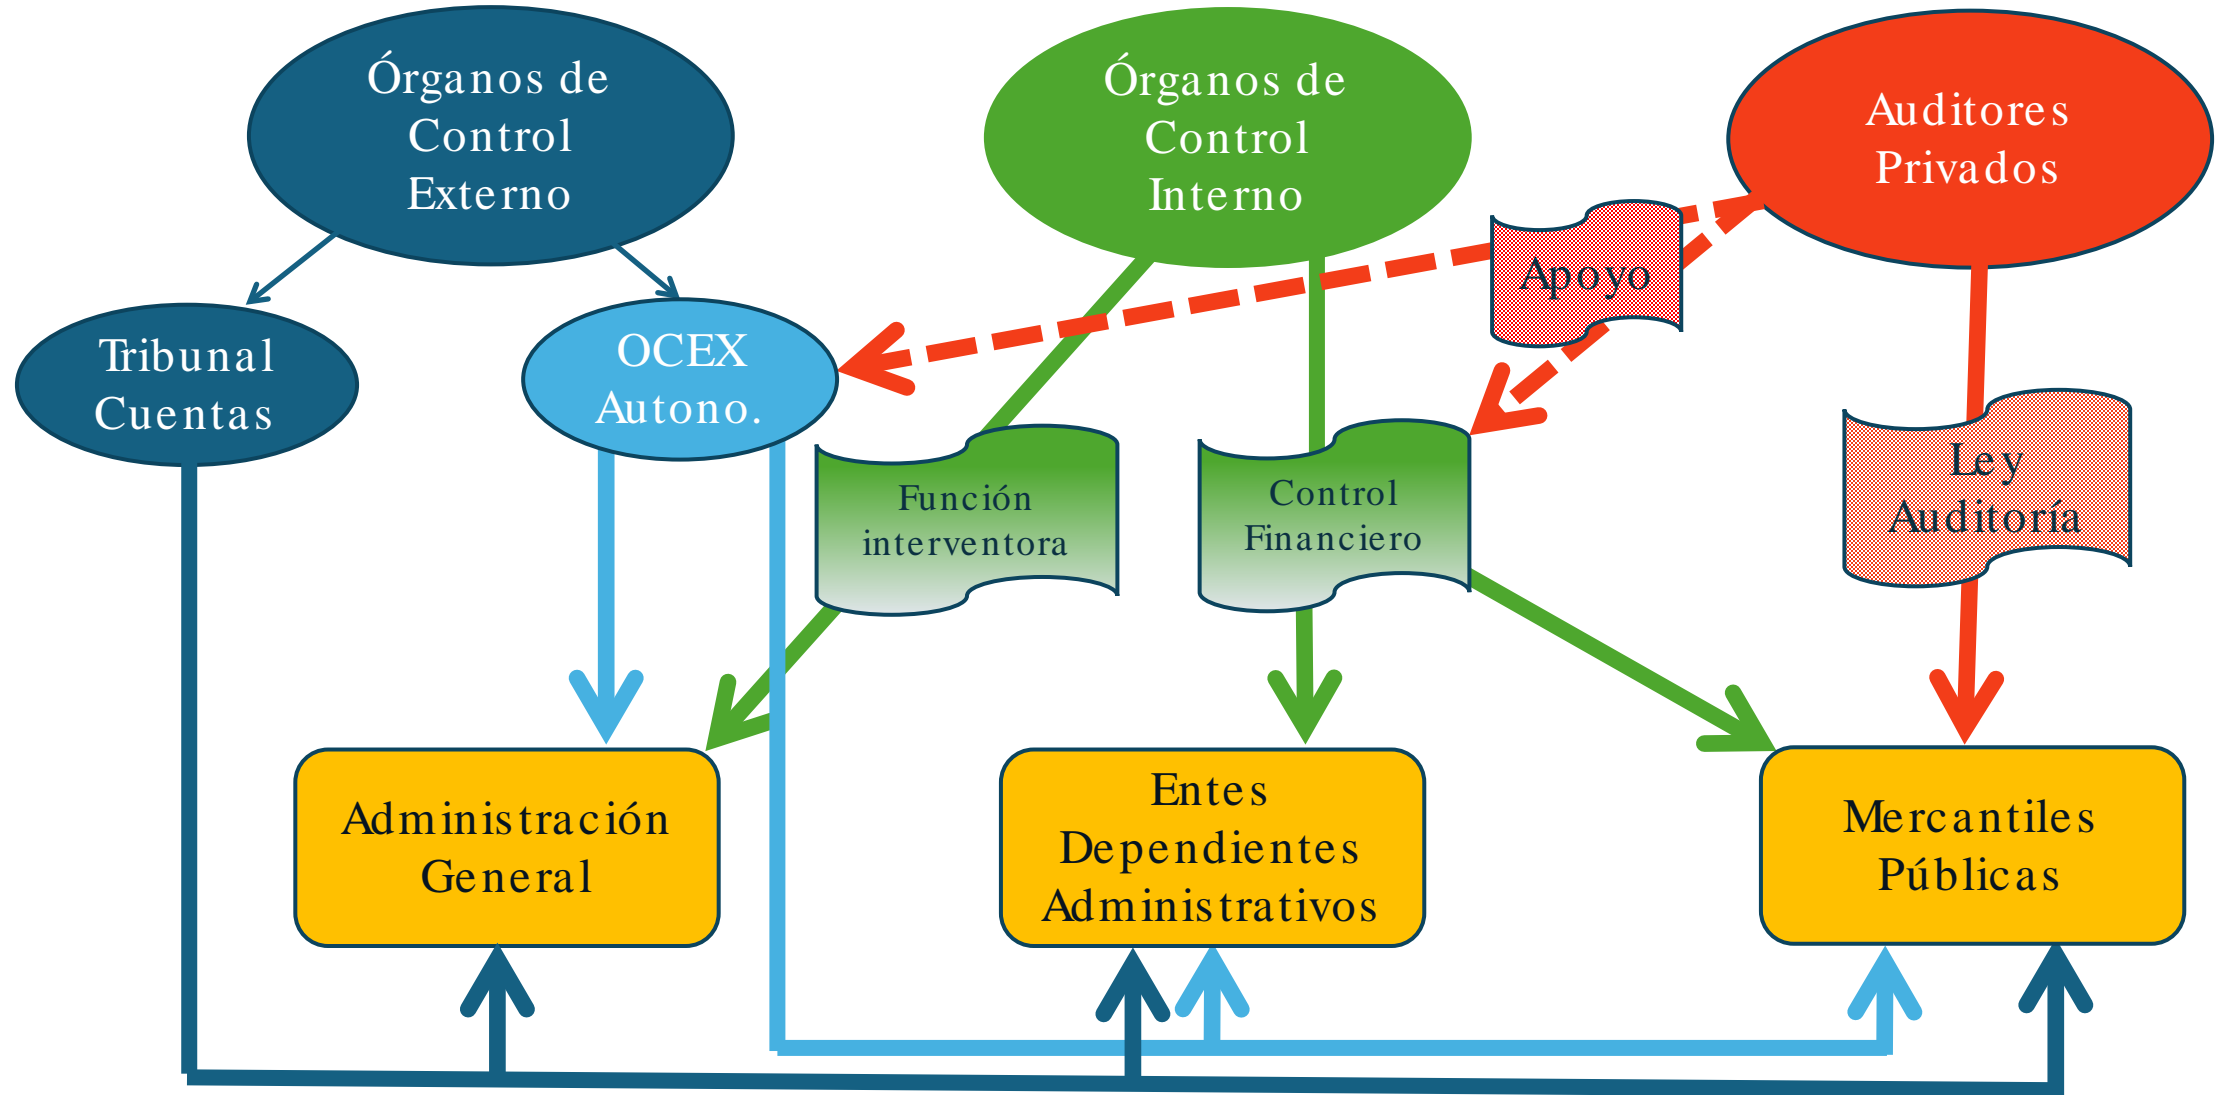 Órganos de
Control
Externo
Órganos de
Control
Interno
Auditores
Privados
Apoyo
Tribunal
Cuentas
OCEX
Autono.
Función
interventora
Control
Financiero
Ley
Auditoría
Administración
General
Entes
Dependientes
Administrativos
Mercantiles
Públicas